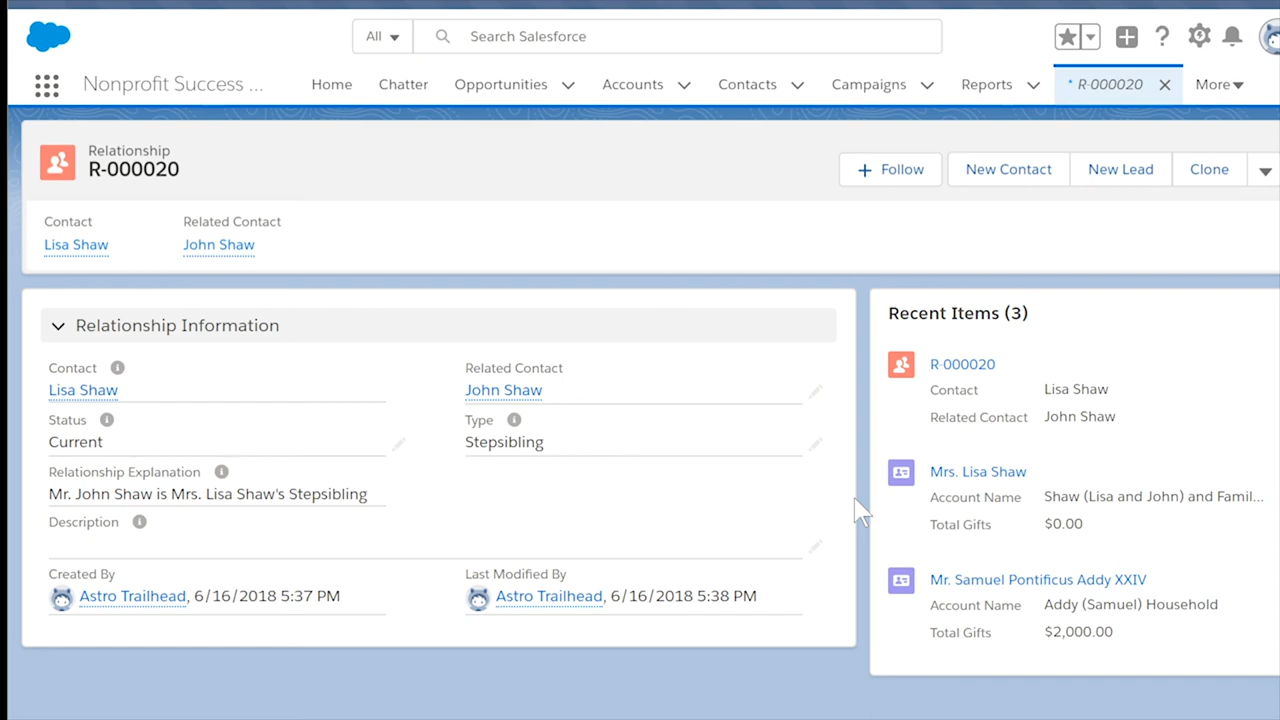 All
Search Salesforce
Nonprofit Success ...
Home
Chatter
Opportunities
Accounts
Contacts
Campaigns
Reports
* R-000020
More
Relationship
R-000020
Follow
New Contact
New Lead
Clone
Contact
Related Contact
Lisa Shaw
John Shaw
Relationship Information
Contact
Lisa Shaw
Related Contact
John Shaw
Status
Current
Type
Stepsibling
Relationship Explanation
Mr. John Shaw is Mrs. Lisa Shaw's Stepsibling
Description
Created By
Astro Trailhead, 6/16/2018 5:37 PM
Last Modified By
Astro Trailhead, 6/16/2018 5:38 PM
Recent Items (3)
R-000020
Contact Lisa Shaw
Related Contact John Shaw
Mrs. Lisa Shaw
Account Name Shaw (Lisa and John) and Famil...
Total Gifts $0.00
Mr. Samuel Pontificus Addy XXIV
Account Name Addy (Samuel) Household
Total Gifts $2,000.00